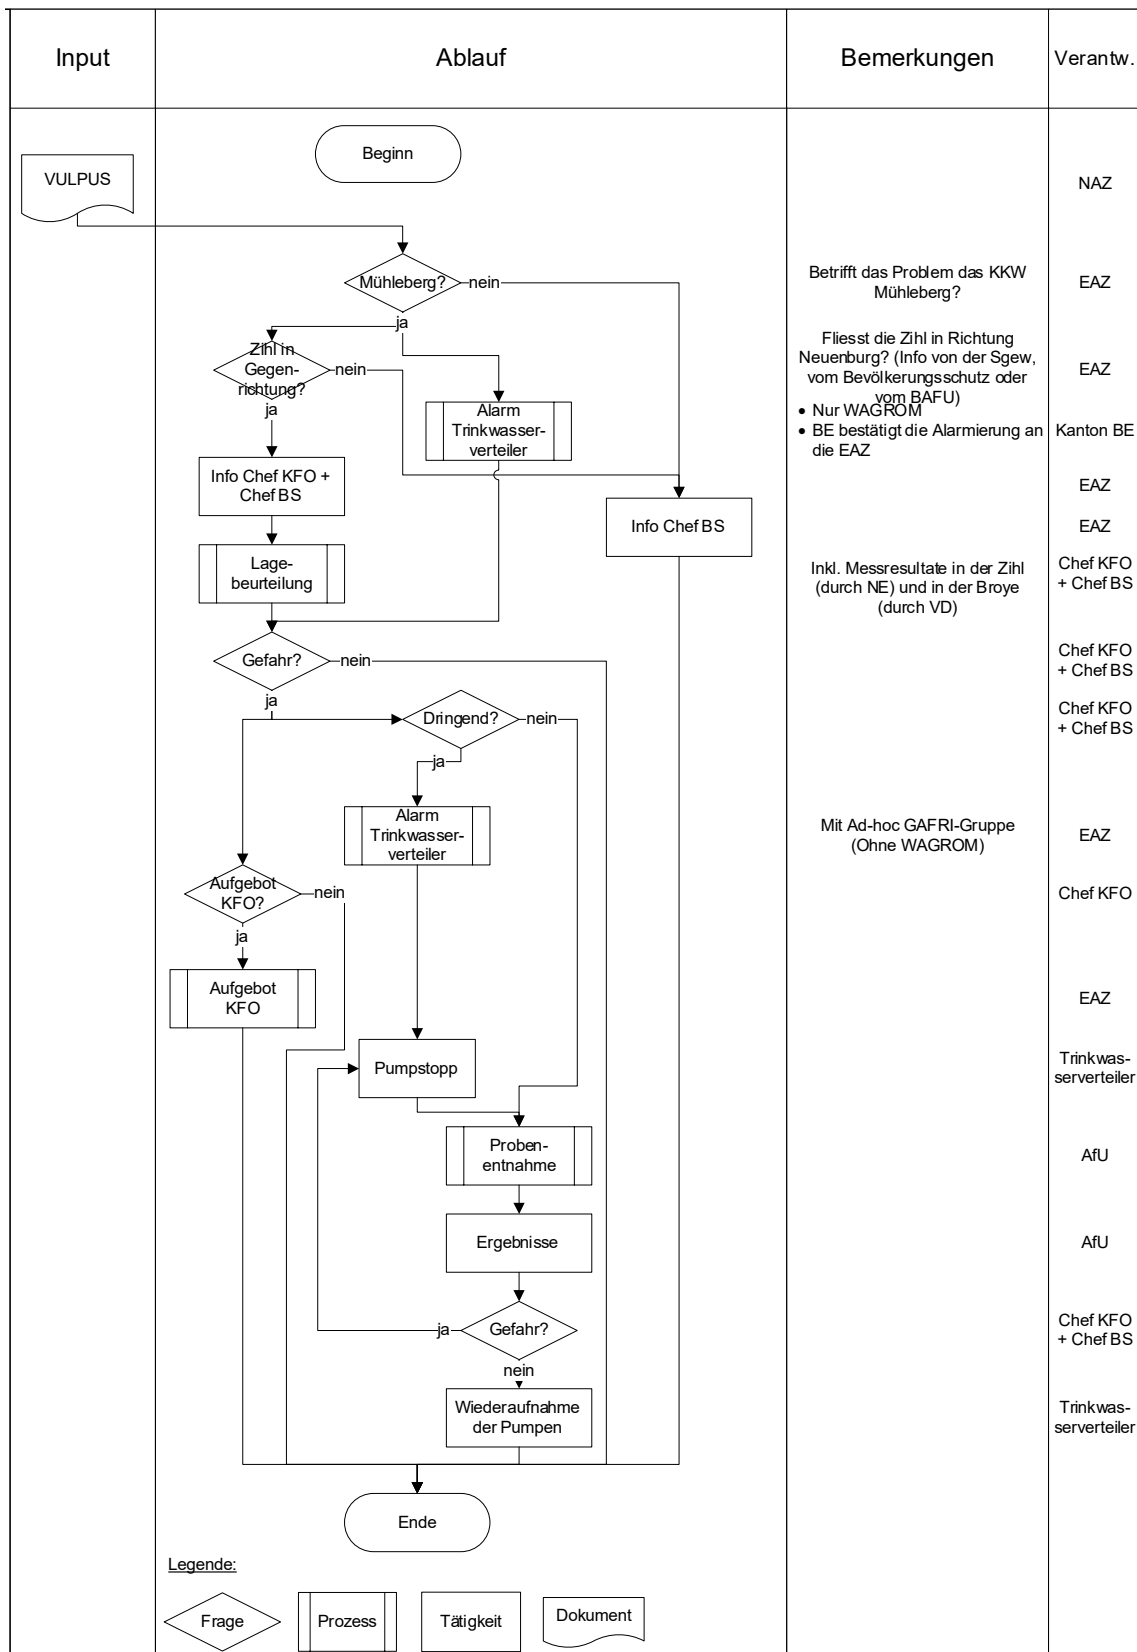 Input
Ablauf
Bemerkungen
Verantw.
Beginn
VULPUS
NAZ
Mühleberg?
nein
Betrifft das Problem das KKW
Mühleberg?
EAZ
ja
Zihl in
Gegen-
richtung?
nein
Fliesst die Zihl in Richtung
Neuenburg? (Info von der Sgew,
vom Bevölkerungsschutz oder
vom BAFU)
EAZ
ja
Alarm
Trinkwasser-
verteiler
• Nur WAGROM
• BE bestätigt die Alarmierung an
die EAZ
Kanton BE
Info Chef KFO +
Chef BS
EAZ
Info Chef BS
EAZ
Lage-
beurteilung
Inkl. Messresultate in der Zihl
(durch NE) und in der Broye
(durch VD)
Chef KFO
+ Chef BS
Gefahr?
nein
Chef KFO
+ Chef BS
ja
Dringend?
nein
Chef KFO
+ Chef BS
ja
Alarm
Trinkwasser-
verteiler
Mit Ad-hoc GAFRI-Gruppe
(Ohne WAGROM)
EAZ
Aufgebot
KFO?
nein
Chef KFO
ja
Aufgebot
KFO
EAZ
Pumpstopp
Trinkwas-
serverteiler
Proben-
entnahme
AfU
Ergebnisse
AfU
ja
Gefahr?
Chef KFO
+ Chef BS
nein
Wiederaufnahme
der Pumpen
Trinkwas-
serverteiler
Ende
Legende:
Frage
Prozess
Tätigkeit
Dokument